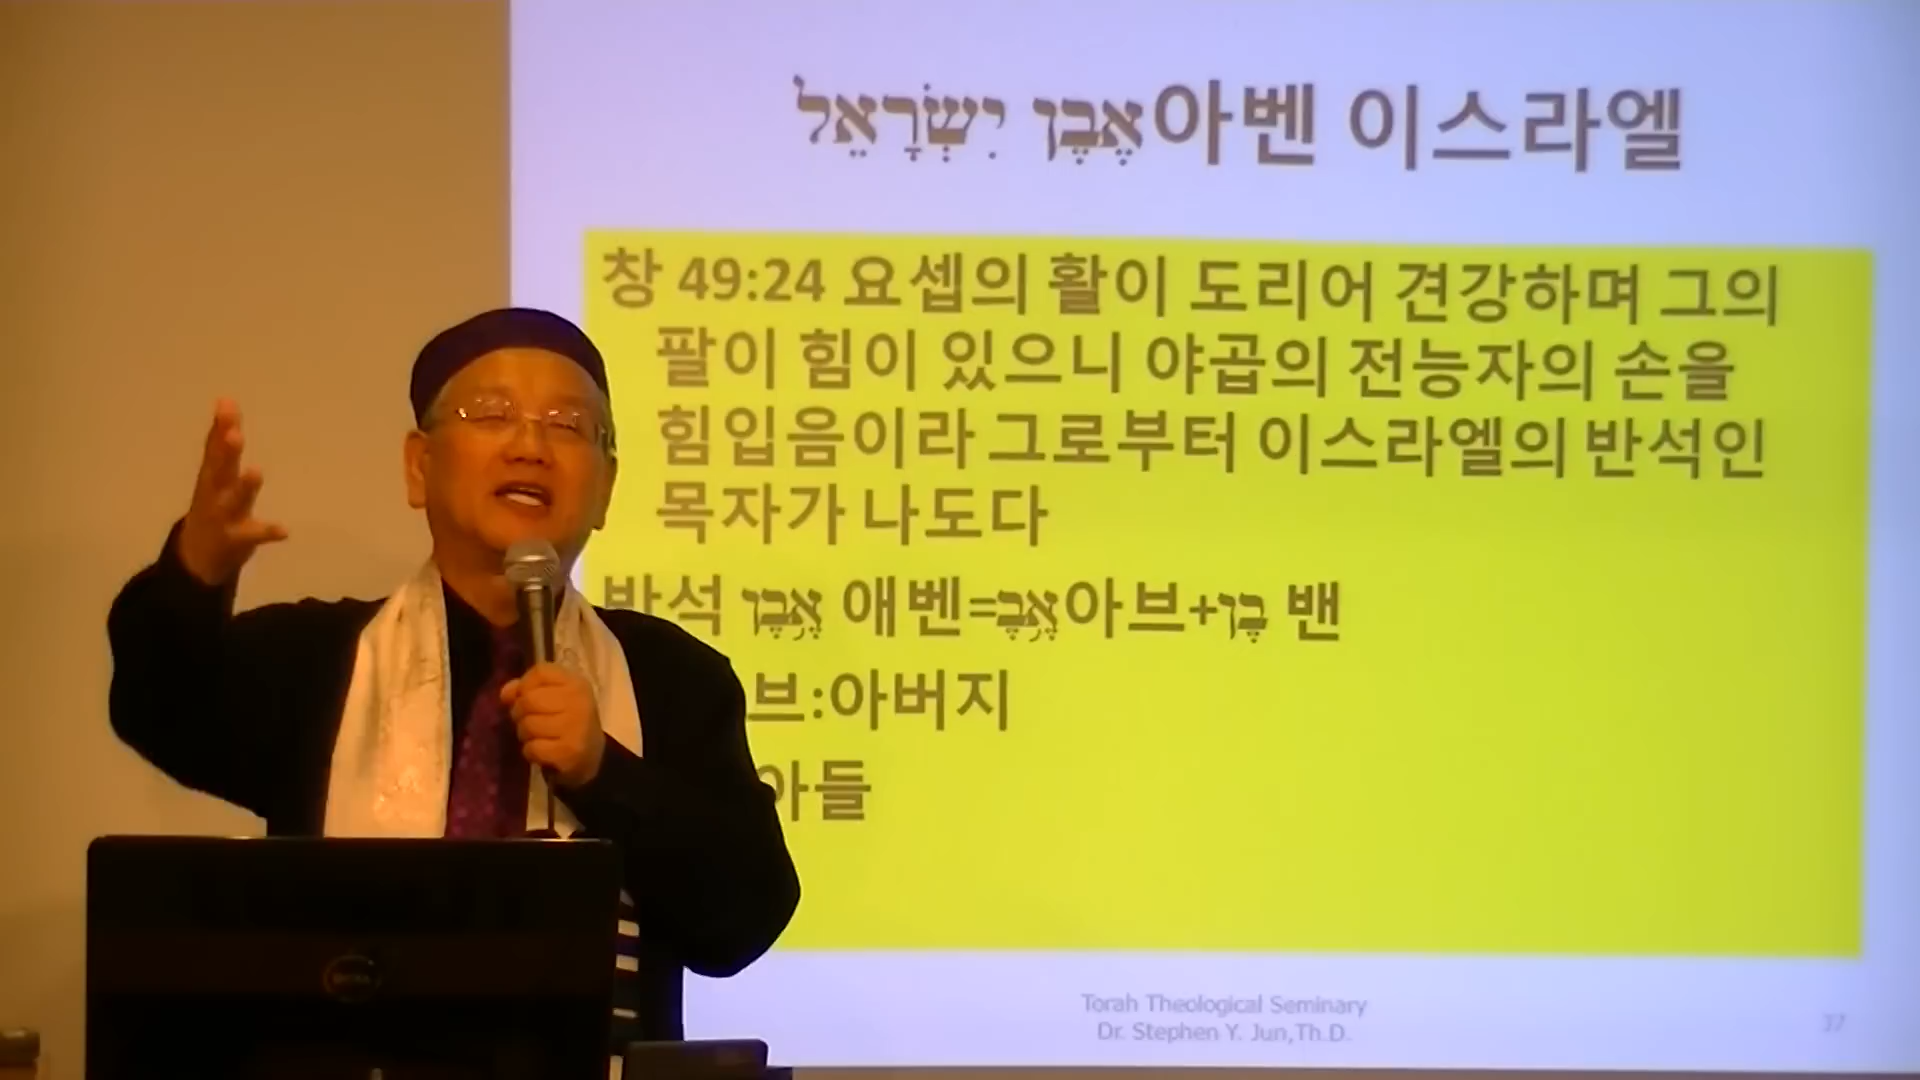 אֶבֶן יִשְׂרָאֵל아벤 이스라엘
창 49:24 요셉의 활이 도리어 견강하며 그의
팔이 힘이 있으니 야곱의 전능자의 손을
힘입음이라 그로부터 이스라엘의 반석인
목자가 나도다
반석 אֶ֥בֶן 애벤=אֶ֥בֶ아브+בֶן 밴
브:아버지
아들
Torah Theological Seminary
Dr. Stephen Y. Jun,Th.D.
37
DELL